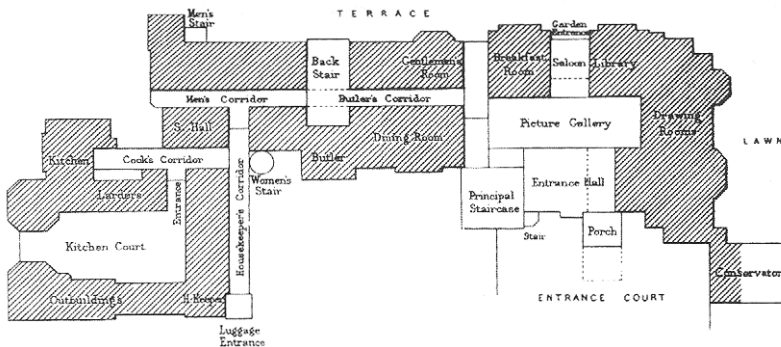 TERRACE
Men's
Stair
Garden
Entrance
Back
Stair
Gentlemen's
Room
Breakfast
Room
Saloon
Library
Men's Corridor
Butler's Corridor
Picture Gallery
Drawing
Rooms
LAWN
S. Hall
Dining Room
Kitchen
Cook's Corridor
Butler
Women's
Stair
Larders
Entrance
Housekeeper's Corridor
Principal
Staircase
Entrance Hall
Stair
Porch
Kitchen Court
Conservator
Outbuildings
H. Keeper
ENTRANCE COURT
Luggage
Entrance